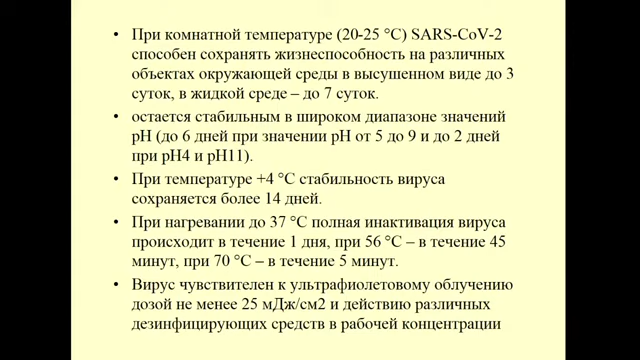 • При комнатной температуре (20-25 °C) SARS-CoV-2
способен сохранять жизнеспособность на различных
объектах окружающей среды в высушенном виде до 3
суток, в жидкой среде – до 7 суток.
• остается стабильным в широком диапазоне значений
pH (до 6 дней при значении pH от 5 до 9 и до 2 дней
при pH4 и pH11).
• При температуре +4 °C стабильность вируса
сохраняется более 14 дней.
• При нагревании до 37 °C полная инактивация вируса
происходит в течение 1 дня, при 56 °C – в течение 45
минут, при 70 °C – в течение 5 минут.
• Вирус чувствителен к ультрафиолетовому облучению
дозой не менее 25 мДж/см2 и действию различных
дезинфицирующих средств в рабочей концентрации